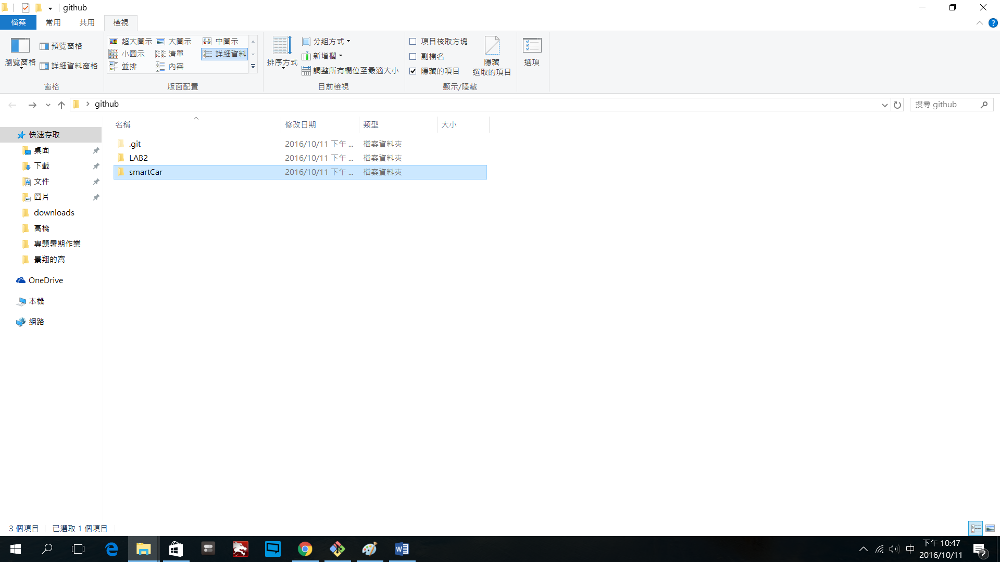 github
檔案 常用 共用 檢視
瀏覽窗格
預覽窗格
詳細資料窗格
窗格
超大圖示 大圖示 中圖示
小圖示 清單 詳細資料
並排 內容
版面配置
排序方式
分組方式
新增欄
調整所有欄位至最適大小
目前檢視
項目核取方塊
副檔名
隱藏的項目
隱藏
選取的項目
顯示/隱藏
選項
github
搜尋 github
名稱 修改日期 類型 大小
.git 2016/10/11 下午 ... 檔案資料夾
LAB2 2016/10/11 下午 ... 檔案資料夾
smartCar 2016/10/11 下午 ... 檔案資料夾
快速存取
桌面
下載
文件
圖片
downloads
高橋
專題暑期作業
景翔的窩
OneDrive
本機
網路
3 個項目 已選取 1 個項目
中
下午 10:47
2016/10/11
2